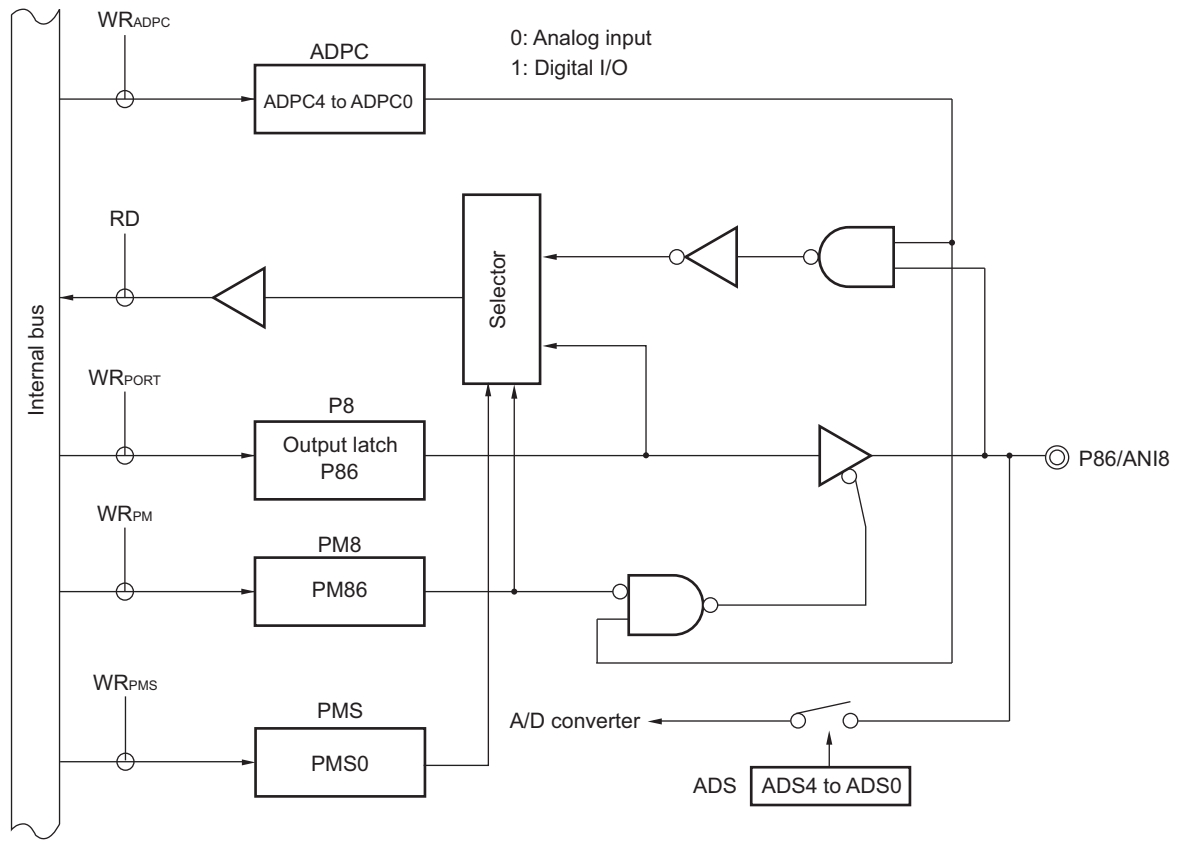 WRADPC
ADPC
0: Analog input
1: Digital I/O
ADPC4 to ADPC0
RD
Selector
Internal bus
WRPORT
P8
Output latch
P86
P86/ANI8
WRPM
PM8
PM86
WRPMS
PMS
PMS0
A/D converter
ADS
ADS4 to ADS0